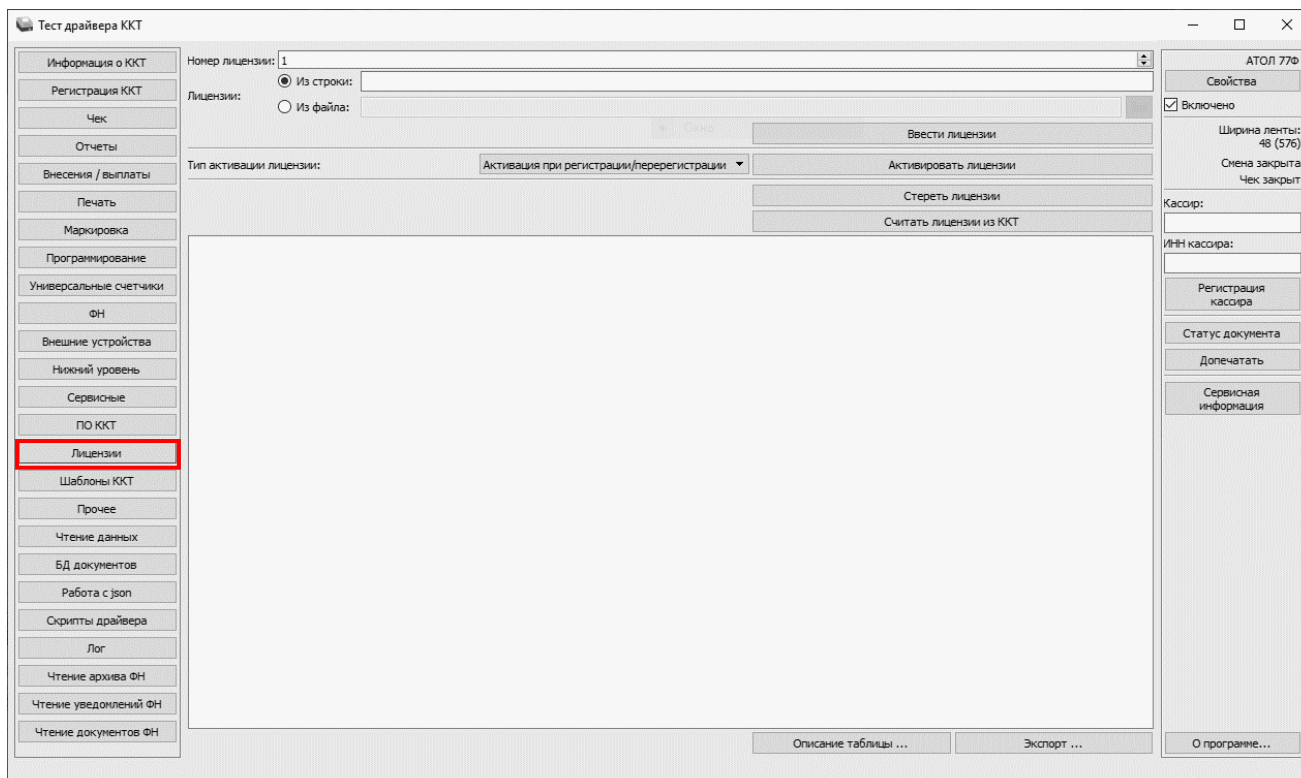 Тест драйвера ККТ
Информация о ККТ
Регистрация ККТ
Чек
Отчеты
Внесения / выплаты
Печать
Маркировка
Программирование
Универсальные счетчики
ФН
Внешние устройства
Нижний уровень
Сервисные
ПО ККТ
Лицензии
Шаблоны ККТ
Прочее
Чтение данных
БД документов
Работа с json
Скрипты драйвера
Лог
Чтение архива ФН
Чтение уведомлений ФН
Чтение документов ФН
Номер лицензии: 1
Лицензии:
Из строки:
Из файла:
Окно
Ввести лицензии
Тип активации лицензии: Активация при регистрации/перерегистрации Активировать лицензии
Стереть лицензии
Считать лицензии из ККТ
Описание таблицы ... Экспорт ...
АТОЛ 77Ф
Свойства
Включено
Ширина ленты:
48 (576)
Смена закрыта
Чек закрыт
Кассир:
ИНН кассира:
Регистрация
кассира
Статус документа
Допечатать
Сервисная
информация
О программе...